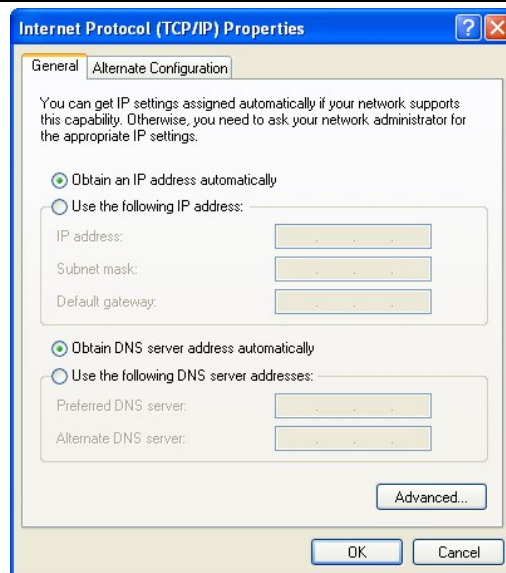 Internet Protocol (TCP/IP) Properties
General
Alternate Configuration
You can get IP settings assigned automatically if your network supports
this capability. Otherwise, you need to ask your network administrator for
the appropriate IP settings.
Obtain an IP address automatically
Use the following IP address:
IP address:
Subnet mask:
Default gateway:
Obtain DNS server address automatically
Use the following DNS server addresses:
Preferred DNS server:
Alternate DNS server:
Advanced...
OK
Cancel